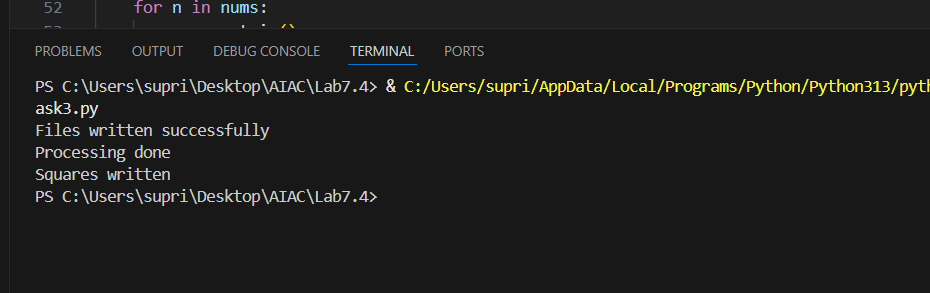 52 for n in nums:
PROBLEMS OUTPUT DEBUG CONSOLE TERMINAL PORTS
PS C:\Users\supri\Desktop\AIAC\Lab7.4> & C:/Users/supri/AppData/Local/Programs/Python/Python313/pyth
ask3.py
Files written successfully
Processing done
Squares written
PS C:\Users\supri\Desktop\AIAC\Lab7.4>